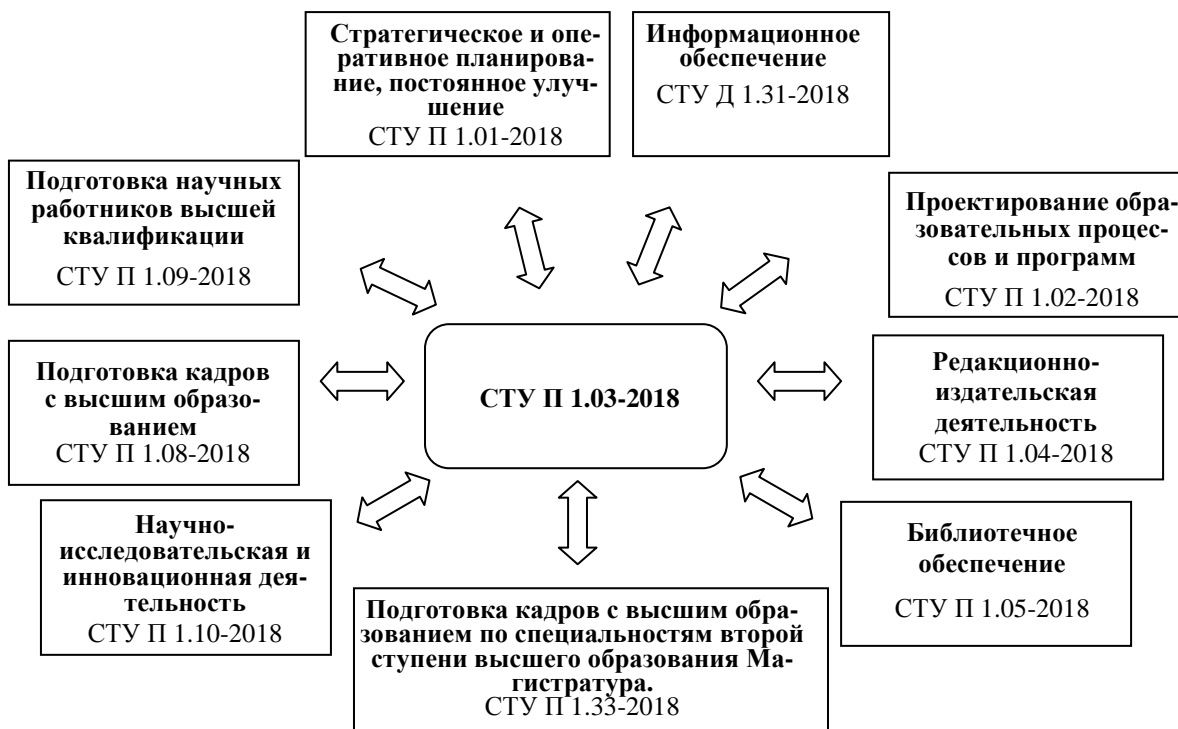 Стратегическое и опе-
ративное планирова-
ние, постоянное улуч-
шение
СТУ П 1.01-2018
Информационное
обеспечение
СТУ Д 1.31-2018
Подготовка научных
работников высшей
квалификации
СТУ П 1.09-2018
Проектирование обра-
зовательных процес-
сов и программ
СТУ П 1.02-2018
Подготовка кадров
с высшим образо-
ванием
СТУ П 1.08-2018
СТУ П 1.03-2018
Редакционно-
издательская
деятельность
СТУ П 1.04-2018
Научно-
исследовательская и
инновационная дея-
тельность
СТУ П 1.10-2018
Подготовка кадров с высшим обра-
зованием по специальностям второй
ступени высшего образования Ма-
гистратура.
СТУ П 1.33-2018
Библиотечное
обеспечение
СТУ П 1.05-2018